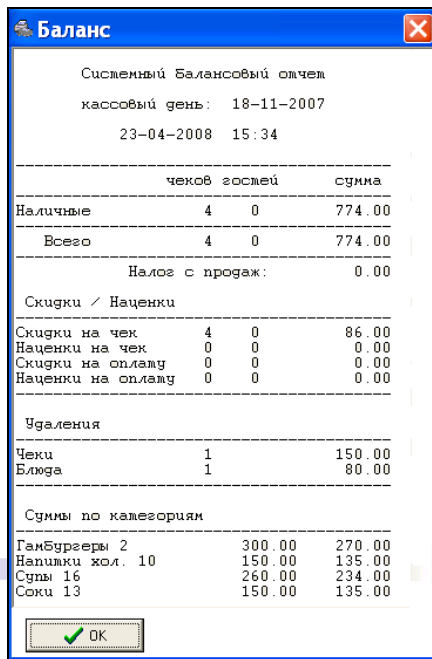 Баланс
Системный балансовый отчет
кассовый день: 18-11-2007
23-04-2008 15:34
чеков гостей сумма
Наличные 4 0 774.00
Всего 4 0 774.00
Налог с продаж: 0.00
Скидки / Наценки
Скидки на чек 4 0 86.00
Наценки на чек 0 0 0.00
Скидки на оплату 0 0 0.00
Наценки на оплату 0 0 0.00
Удаления
Чеки 1 150.00
Блюда 1 80.00
Суммы по категориям
Гамбургеры 2 300.00 270.00
Напитки хол. 10 150.00 135.00
Супы 16 260.00 234.00
Соки 13 150.00 135.00
OK